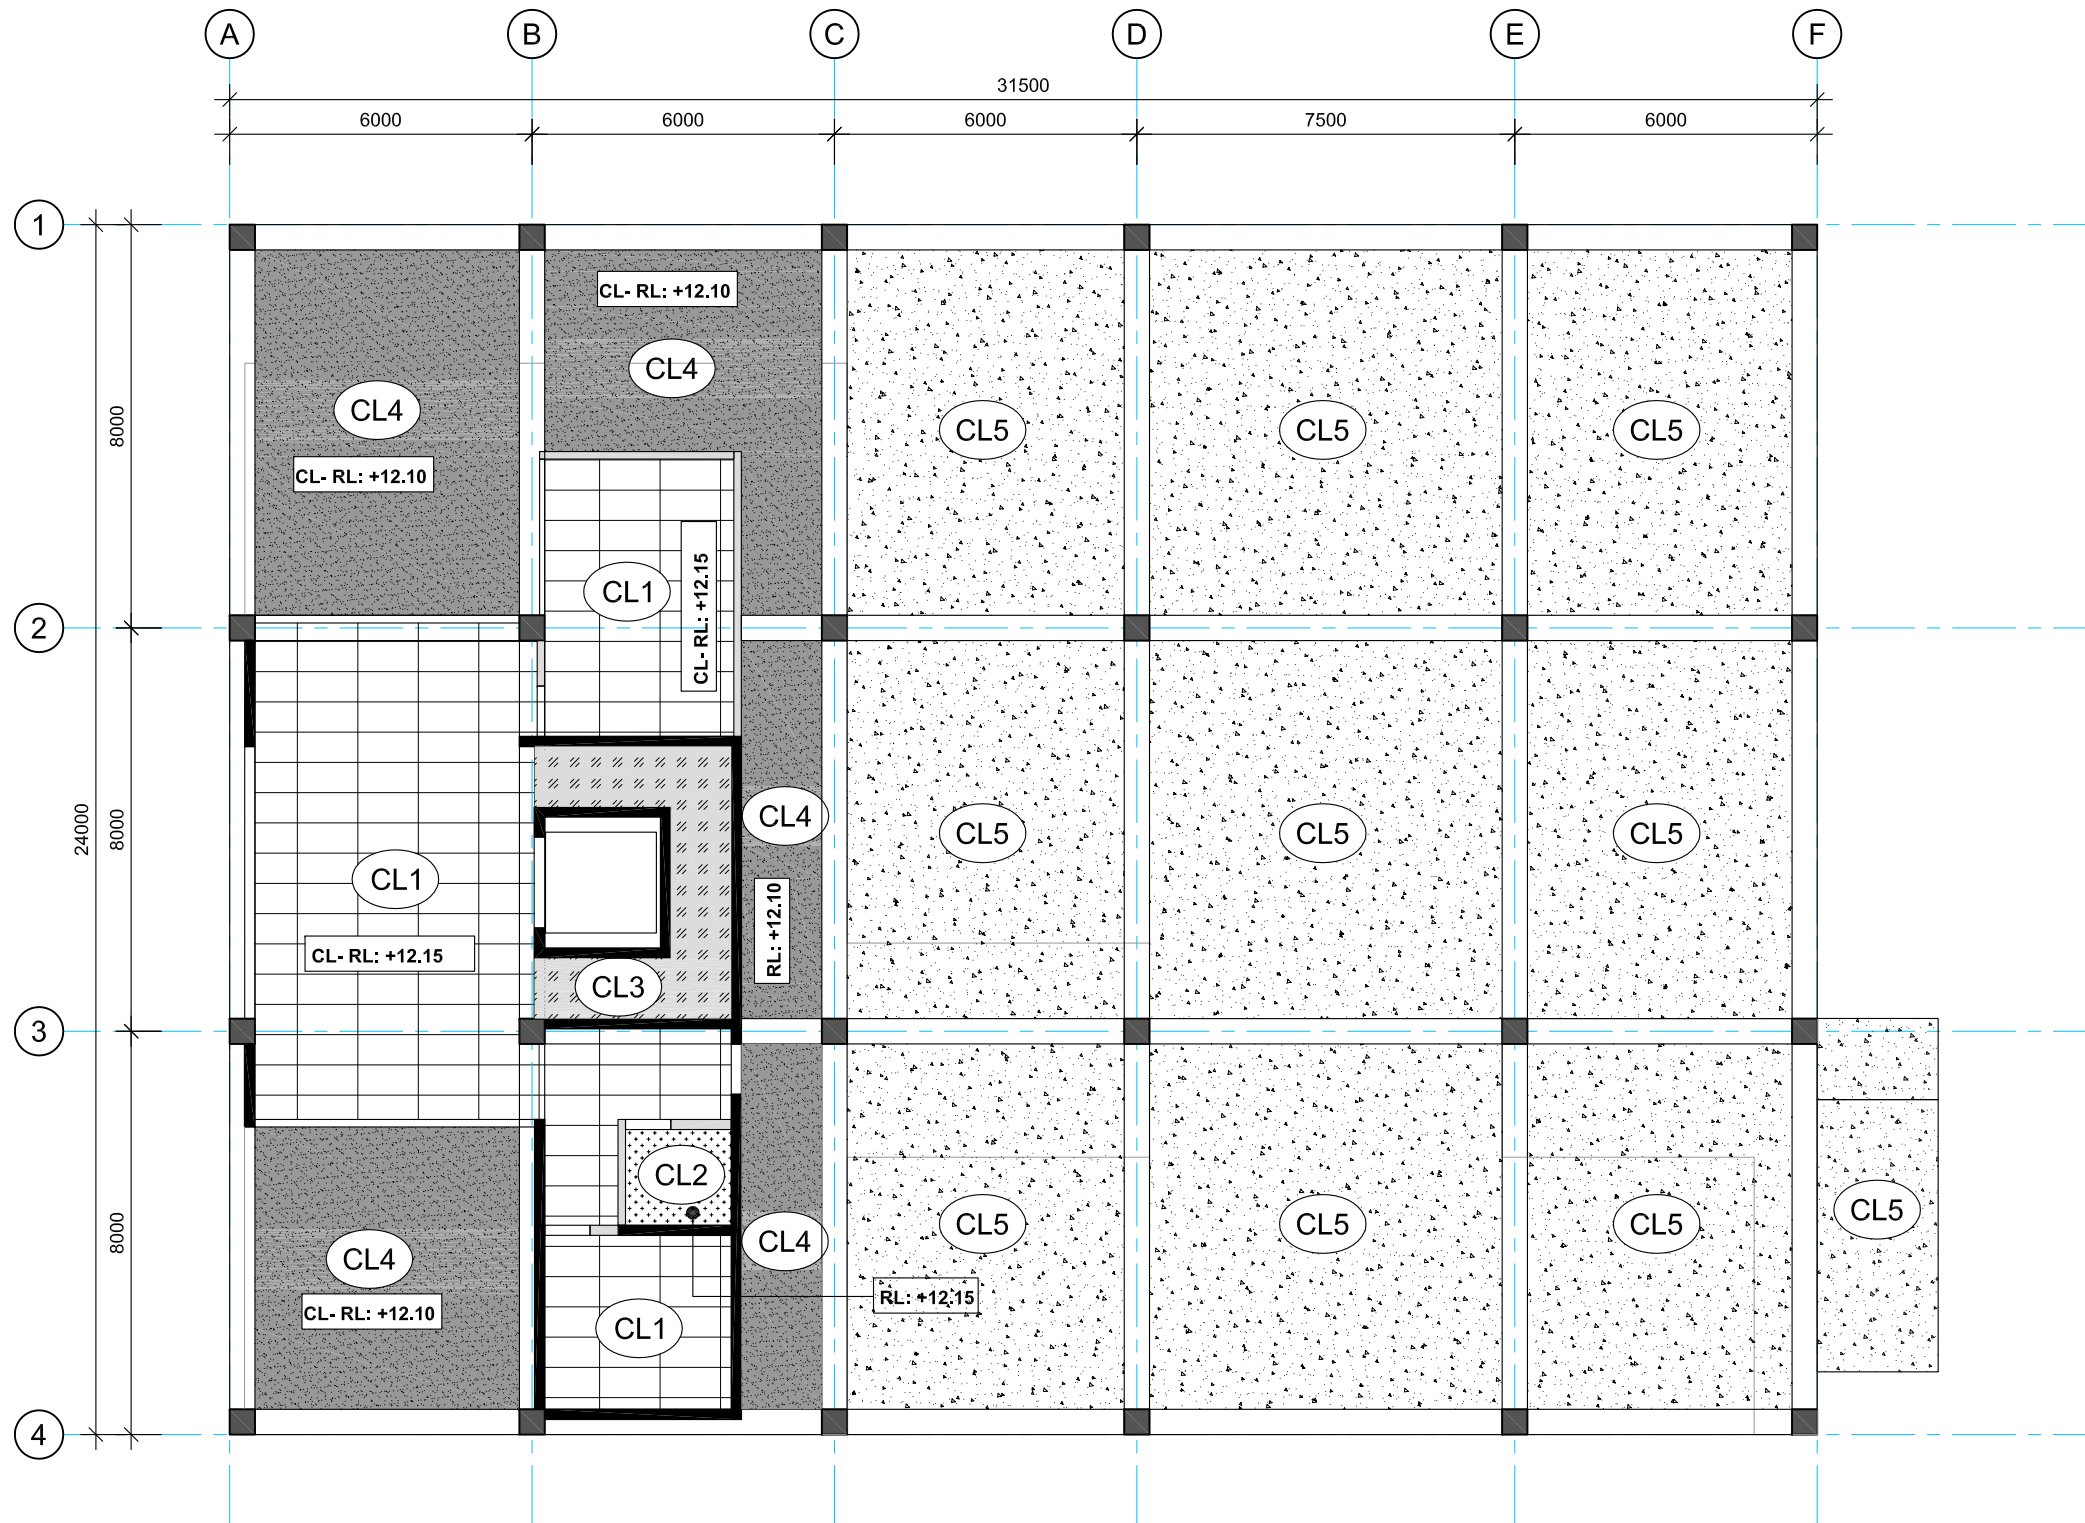 A B C D E F
31500
6000 6000 6000 7500 6000
1
CL- RL: +12.10
CL4
CL4
8000
CL5 CL5 CL5
CL- RL: +12.10
CL1
CL- RL: +12.15
2
CL4
24000
8000
CL5 CL5 CL5
CL1
RL: +12.10
CL- RL: +12.15
CL3
3
CL2
CL5
8000
CL5 CL5 CL5
CL4
CL4
RL: +12.15
CL- RL: +12.10
CL1
4